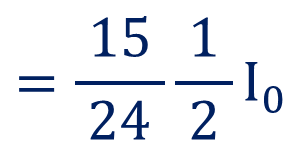 = 15/24 1/2 I₀